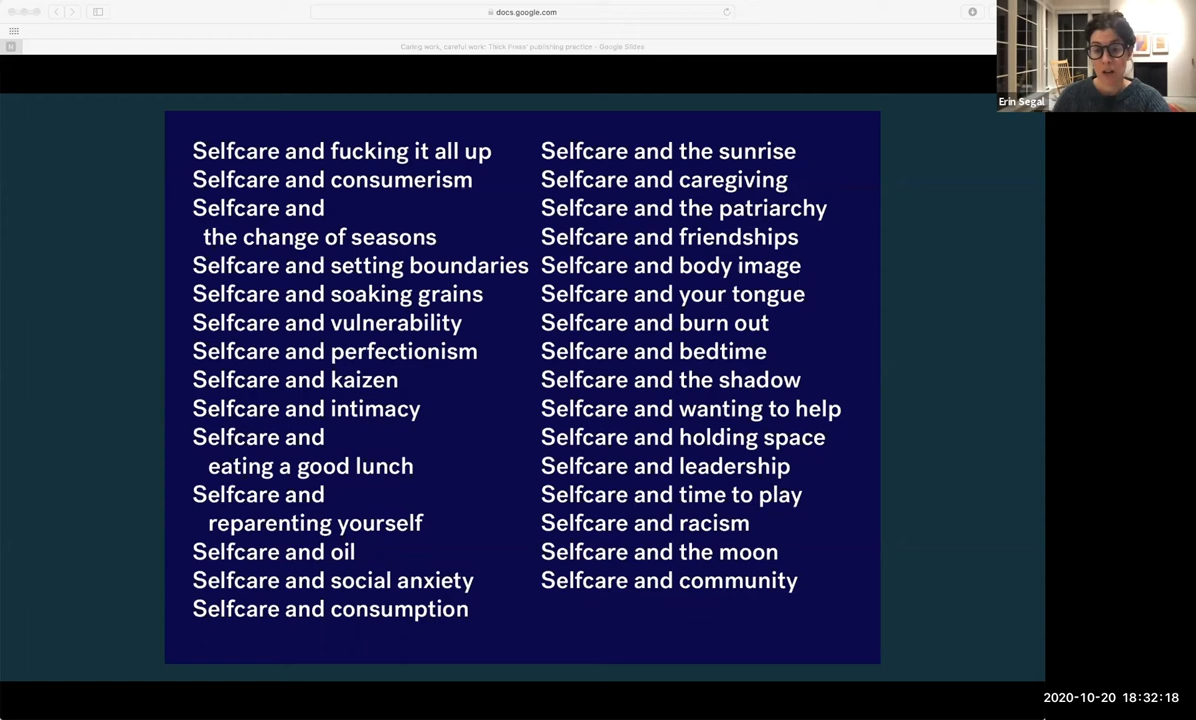 docs.google.com
Caring work, careful work: Thick Press' publishing practice - Google Slides
Erin Segal
Selfcare and fucking it all up
Selfcare and consumerism
Selfcare and
the change of seasons
Selfcare and setting boundaries
Selfcare and soaking grains
Selfcare and vulnerability
Selfcare and perfectionism
Selfcare and kaizen
Selfcare and intimacy
Selfcare and
eating a good lunch
Selfcare and
reparenting yourself
Selfcare and oil
Selfcare and social anxiety
Selfcare and consumption
Selfcare and the sunrise
Selfcare and caregiving
Selfcare and the patriarchy
Selfcare and friendships
Selfcare and body image
Selfcare and your tongue
Selfcare and burn out
Selfcare and bedtime
Selfcare and the shadow
Selfcare and wanting to help
Selfcare and holding space
Selfcare and leadership
Selfcare and time to play
Selfcare and racism
Selfcare and the moon
Selfcare and community
2020-10-20 18:32:18